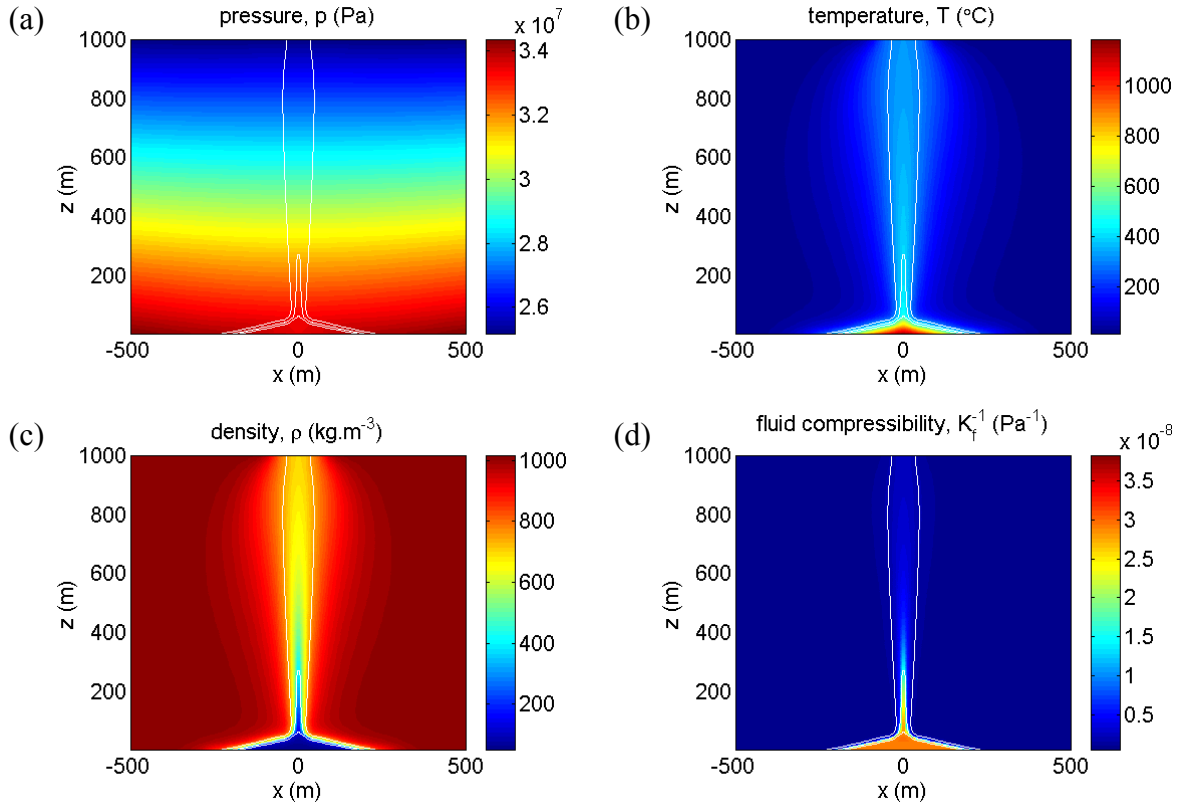 (a)
pressure, p (Pa)
x 10⁷
1000
800
600
400
200
z (m)
-500 0 500
x (m)
3.4
3.2
3
2.8
2.6
(b)
temperature, T (°C)
1000
800
600
400
200
z (m)
-500 0 500
x (m)
1000
800
600
400
200
(c)
density, ρ (kg.m⁻³)
1000
800
600
400
200
z (m)
-500 0 500
x (m)
1000
800
600
400
200
(d)
fluid compressibility, K_f⁻¹ (Pa⁻¹)
x 10⁻⁸
1000
800
600
400
200
z (m)
-500 0 500
x (m)
3.5
3
2.5
2
1.5
1
0.5